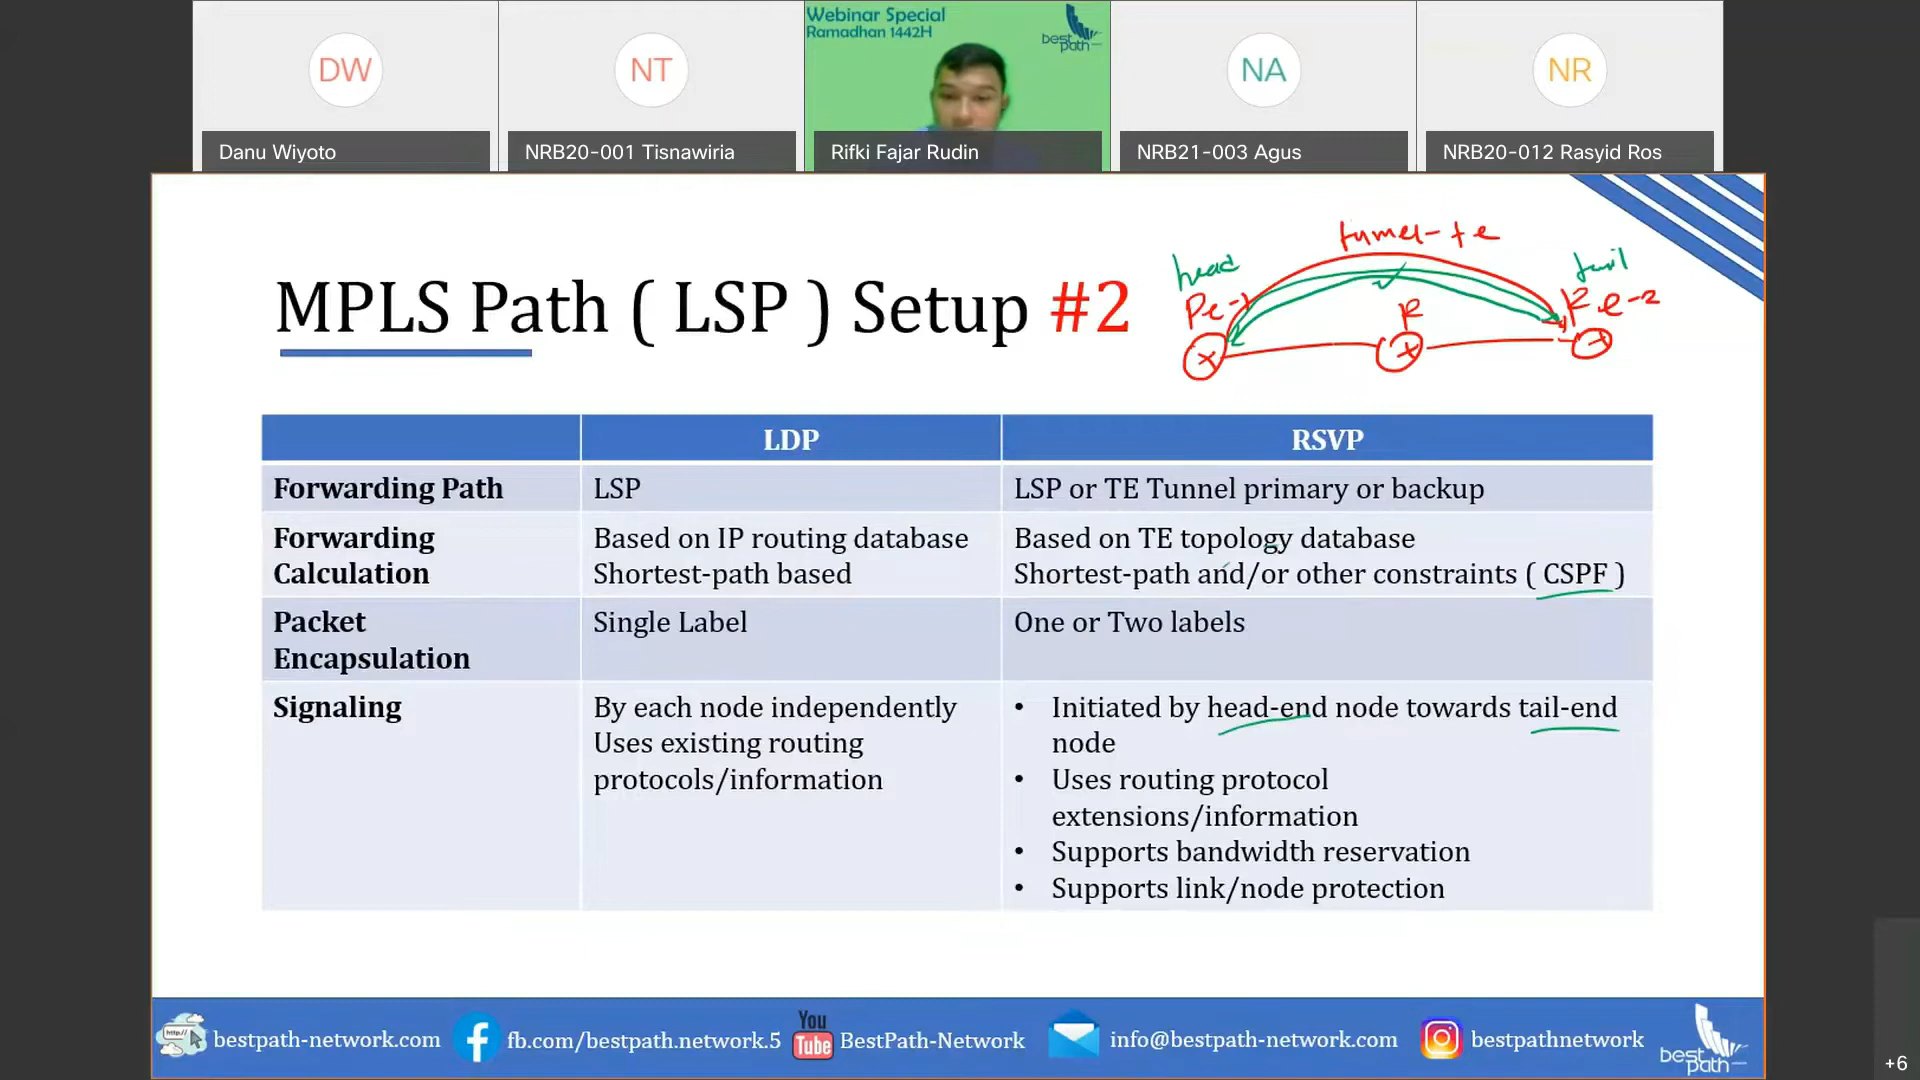 DW
NT
Webinar Special
Ramadhan 1442H
best path
NA
NR
Danu Wiyoto
NRB20-001 Tisnawiria
Rifki Fajar Rudin
NRB21-003 Agus
NRB20-012 Rasyid Ros
head
tunnel-te
tail
Pe-1
MPLS Path ( LSP ) Setup #2
LDP
RSVP
Forwarding Path
LSP
LSP or TE Tunnel primary or backup
Forwarding
Calculation
Based on IP routing database
Shortest-path based
Based on TE topology database
Shortest-path and/or other constraints ( CSPF )
Packet
Encapsulation
Single Label
One or Two labels
Signaling
By each node independently
Uses existing routing
protocols/information
• Initiated by head-end node towards tail-end
node
• Uses routing protocol
extensions/information
• Supports bandwidth reservation
• Supports link/node protection
http://
bestpath-network.com
fb.com/bestpath.network.5
You
Tube
BestPath-Network
info@bestpath-network.com
bestpathnetwork
best path
+6